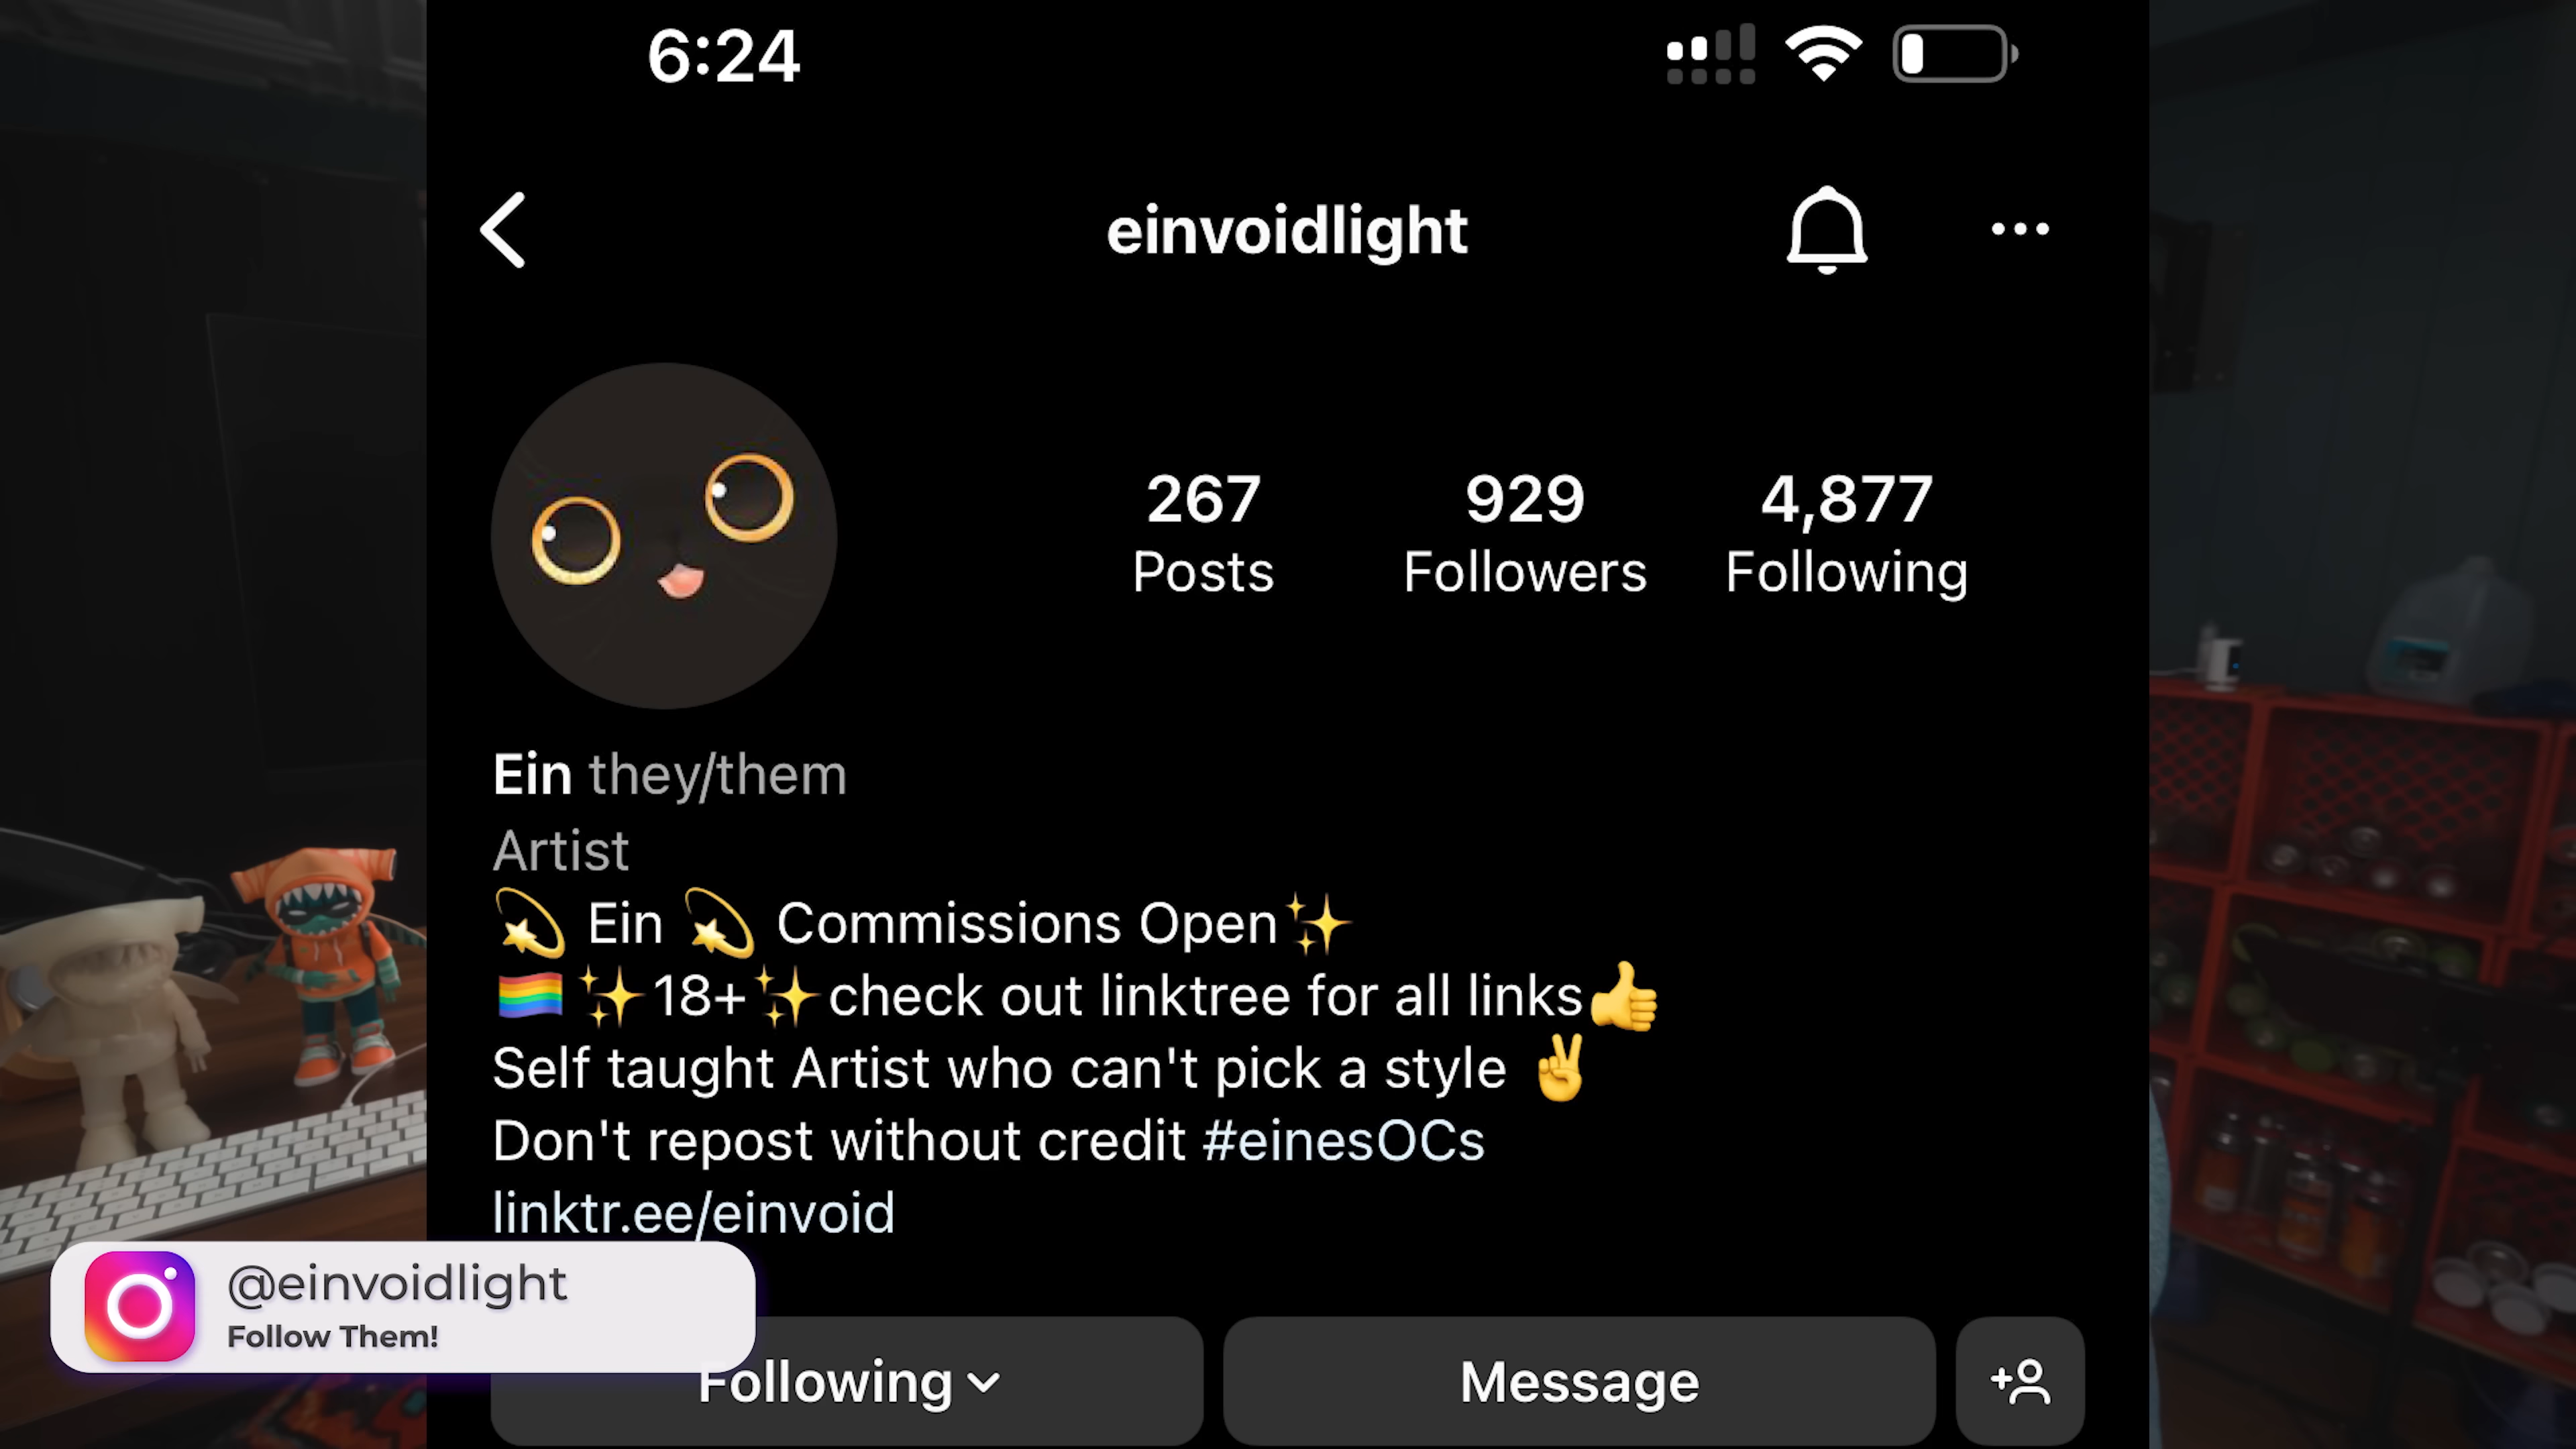 6:24
einvoidlight
267
Posts
929
Followers
4,877
Following
Ein they/them
Artist
💫 Ein 💫 Commissions Open✨
🏳️‍🌈✨18+✨check out linktree for all links👍
Self taught Artist who can't pick a style ✌️
Don't repost without credit #einesOCs
linktr.ee/einvoid
@einvoidlight
Follow Them!
Following
Message